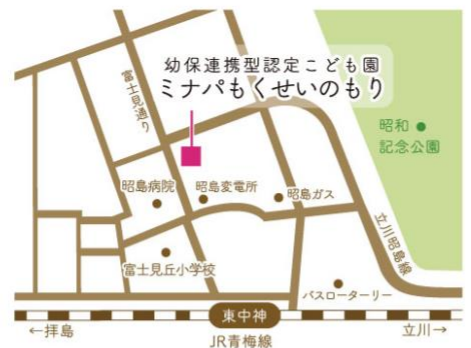 幼保連携型認定こども園
ミナパもくせいのもり
富士見通り
昭和
記念公園
昭島病院
昭島変電所
昭島ガス
立川昭島線
富士見丘小学校
バスロータリー
東中神
←拝島
立川→
JR青梅線